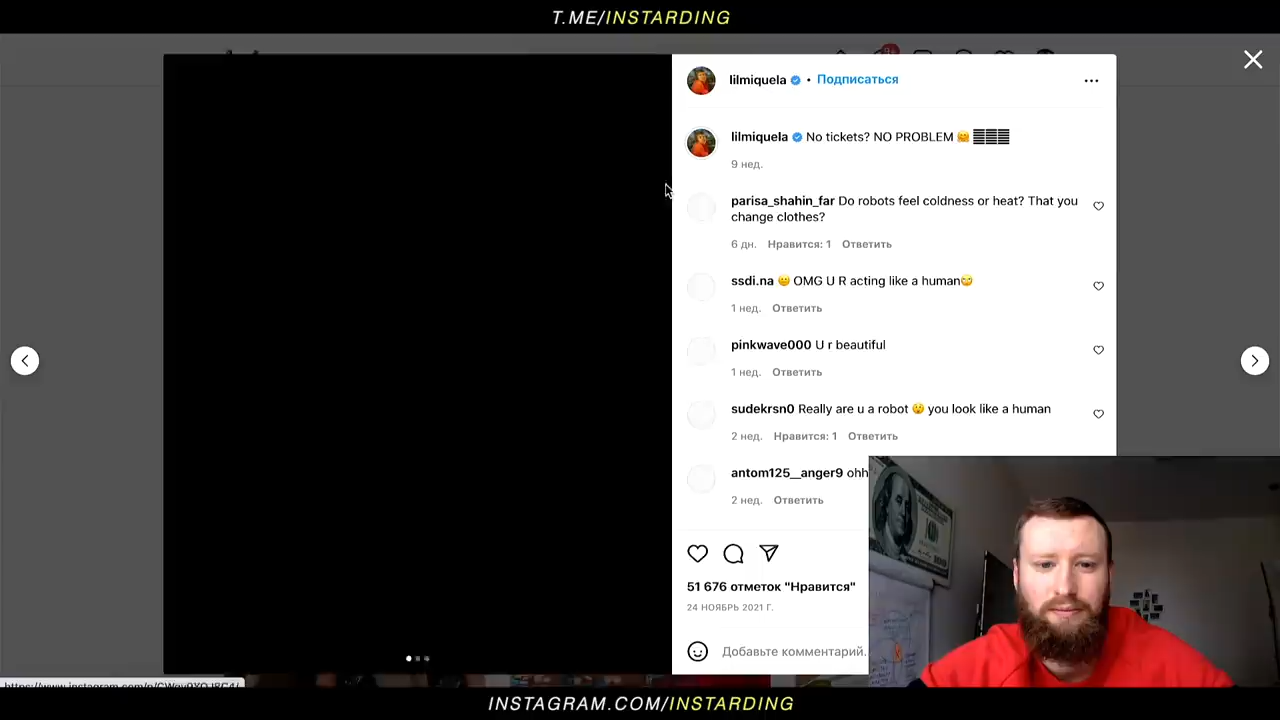 T.ME/INSTARDING
9+
lilmiquela • Подписаться
lilmiquela No tickets? NO PROBLEM
9 нед.
parisa_shahin_far Do robots feel coldness or heat? That you
change clothes?
6 дн. Нравится: 1 Ответить
ssdi.na OMG U R acting like a human
1 нед. Ответить
pinkwave000 U r beautiful
1 нед. Ответить
sudekrsn0 Really are u a robot you look like a human
2 нед. Нравится: 1 Ответить
antom125__anger9 ohh
2 нед. Ответить
51 676 отметок "Нравится"
24 НОЯБРЬ 2021 Г.
Добавьте комментарий.
INSTAGRAM.COM/INSTARDING